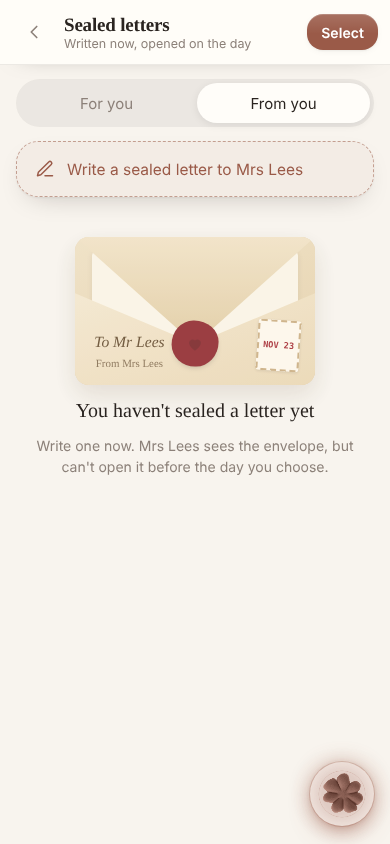 Sealed letters
Written now, opened on the day
Select
For you
From you
Write a sealed letter to Mrs Lees
To Mr Lees
From Mrs Lees
NOV 23
You haven't sealed a letter yet
Write one now. Mrs Lees sees the envelope, but
can't open it before the day you choose.